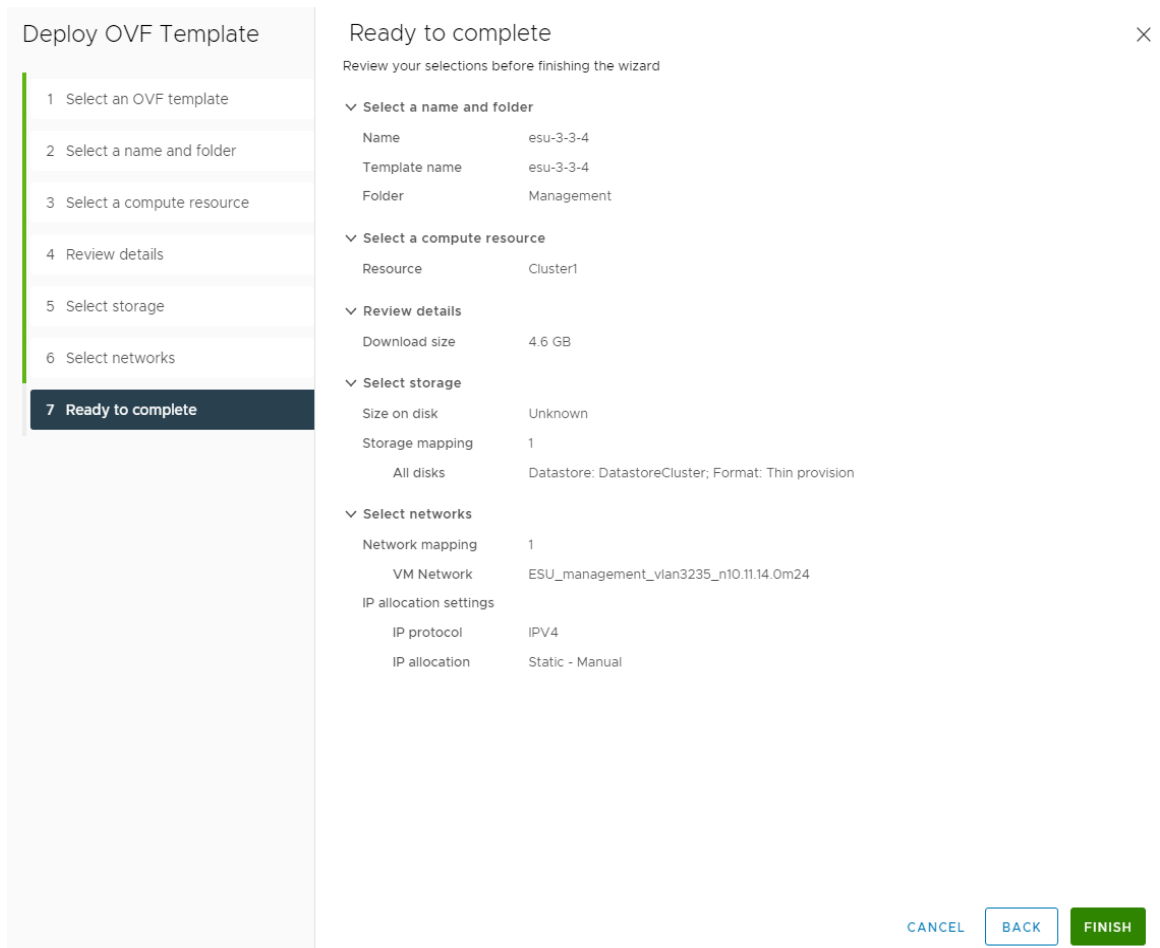 Deploy OVF Template
1 Select an OVF template
2 Select a name and folder
3 Select a compute resource
4 Review details
5 Select storage
6 Select networks
7 Ready to complete
Ready to complete
Review your selections before finishing the wizard
Select a name and folder
Name esu-3-3-4
Template name esu-3-3-4
Folder Management
Select a compute resource
Resource Cluster1
Review details
Download size 4.6 GB
Select storage
Size on disk Unknown
Storage mapping 1
All disks Datastore: DatastoreCluster; Format: Thin provision
Select networks
Network mapping 1
VM Network ESU_management_vlan3235_n10.11.14.0m24
IP allocation settings
IP protocol IPV4
IP allocation Static - Manual
CANCEL BACK FINISH